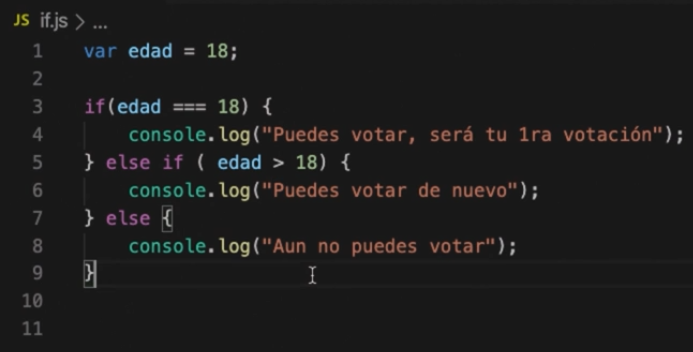 JS if.js > ...
1 var edad = 18;
2
3 if(edad === 18) {
4     console.log("Puedes votar, será tu 1ra votación");
5 } else if ( edad > 18) {
6     console.log("Puedes votar de nuevo");
7 } else {
8     console.log("Aun no puedes votar");
9 }
10
11